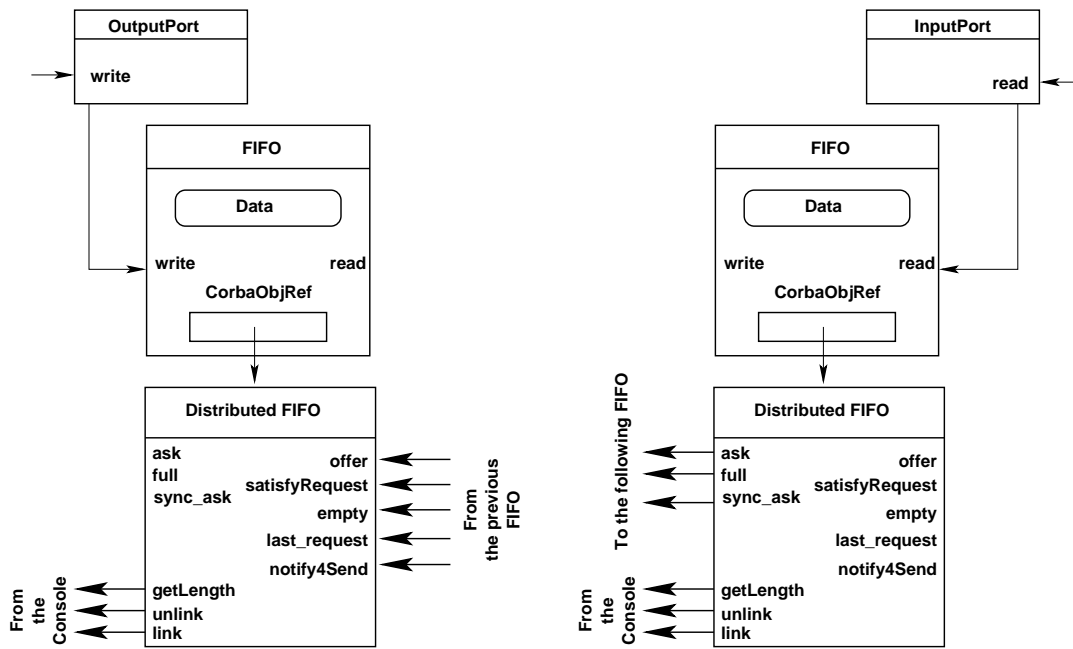 OutputPort
write
FIFO
Data
write read
CorbaObjRef
Distributed FIFO
ask
full
sync_ask
offer
satisfyRequest
empty
last_request
notify4Send
From
the previous
FIFO
getLength
unlink
link
From
the
Console
InputPort
read
FIFO
Data
write read
CorbaObjRef
Distributed FIFO
To the following FIFO
ask
full
sync_ask
offer
satisfyRequest
empty
last_request
notify4Send
getLength
unlink
link
From
the
Console